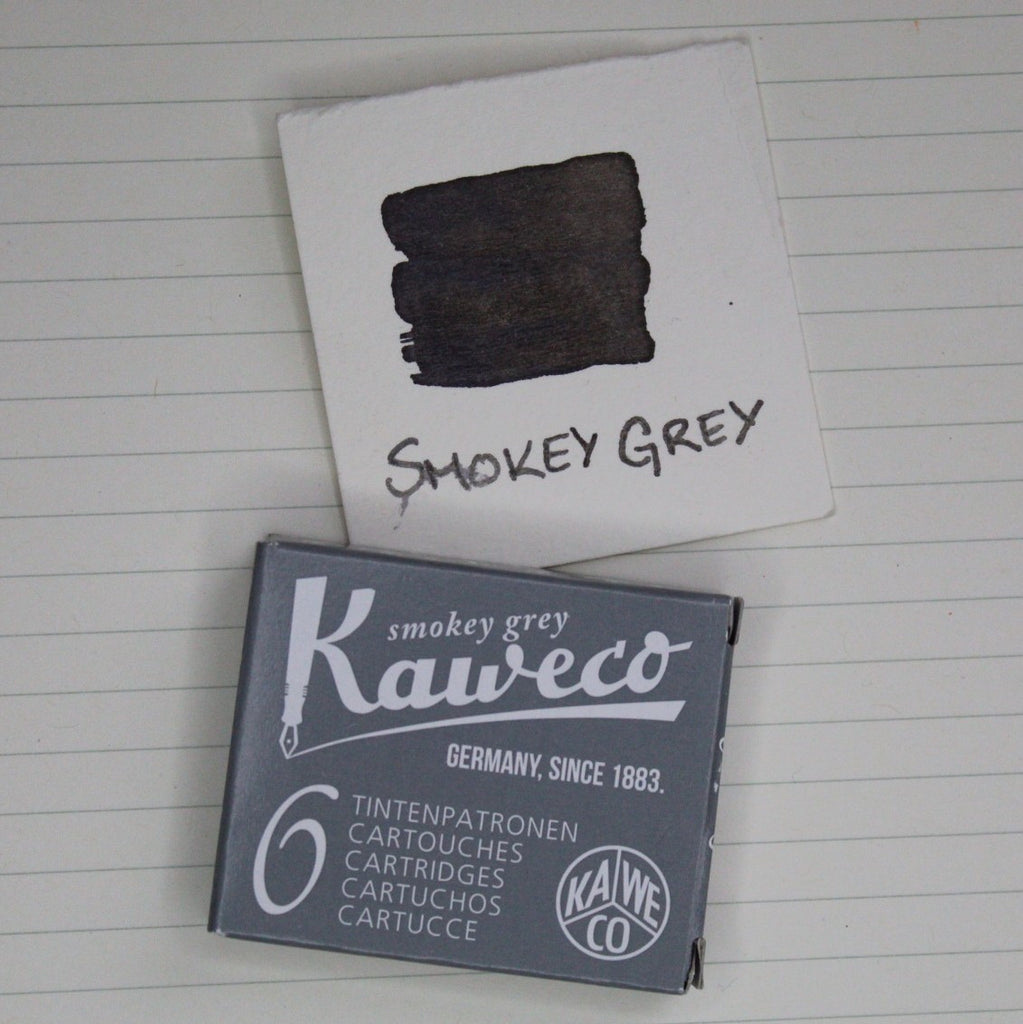 SMOKEY GREY
smokey grey
Kaweco
GERMANY, SINCE 1883.
6
TINTENPATRONEN
CARTOUCHES
CARTRIDGES
CARTUCHOS
CARTUCCE
KA WE
CO